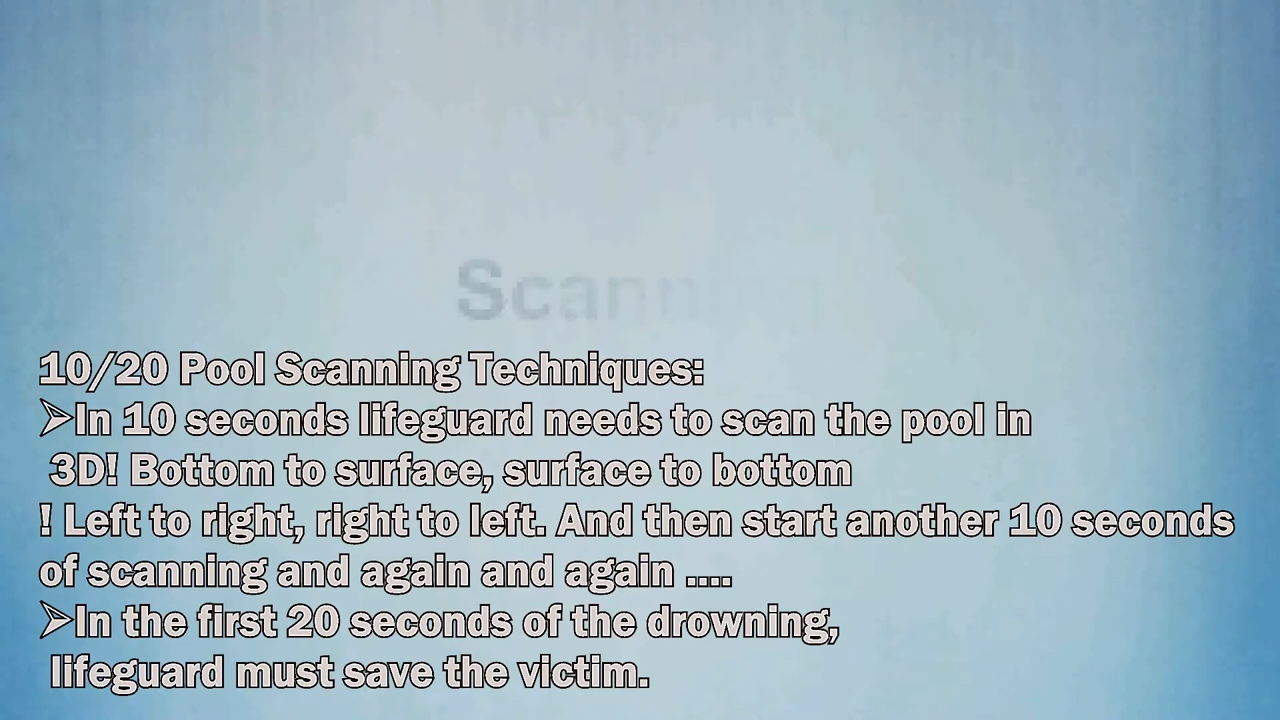 Scanning
10/20 Pool Scanning Techniques:
➢In 10 seconds lifeguard needs to scan the pool in
3D! Bottom to surface, surface to bottom
! Left to right, right to left. And then start another 10 seconds
of scanning and again and again ....
➢In the first 20 seconds of the drowning,
lifeguard must save the victim.